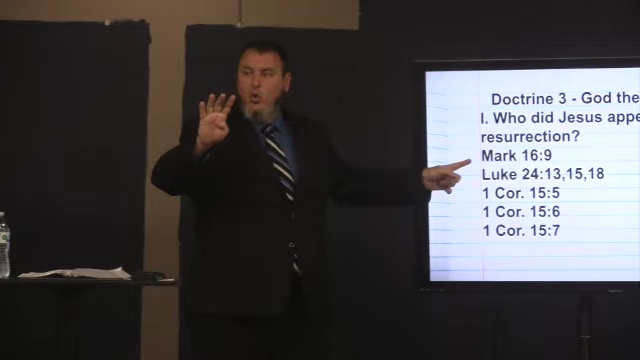 Doctrine 3 - God the
I. Who did Jesus appe
resurrection?
Mark 16:9
Luke 24:13,15,18
1 Cor. 15:5
1 Cor. 15:6
1 Cor. 15:7